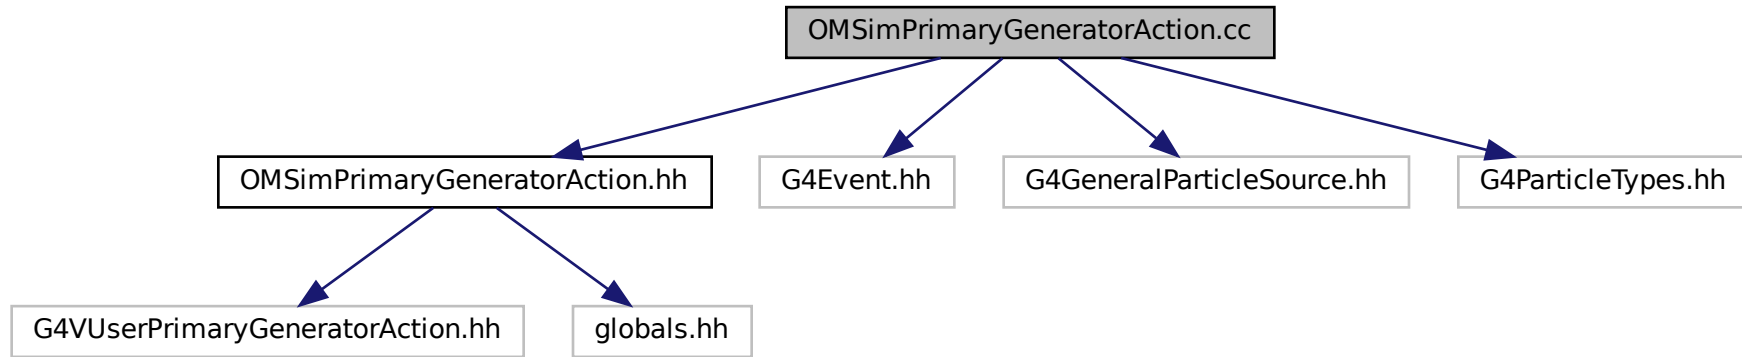 OMSimPrimaryGeneratorAction.cc
OMSimPrimaryGeneratorAction.hh
G4Event.hh
G4GeneralParticleSource.hh
G4ParticleTypes.hh
G4VUserPrimaryGeneratorAction.hh
globals.hh